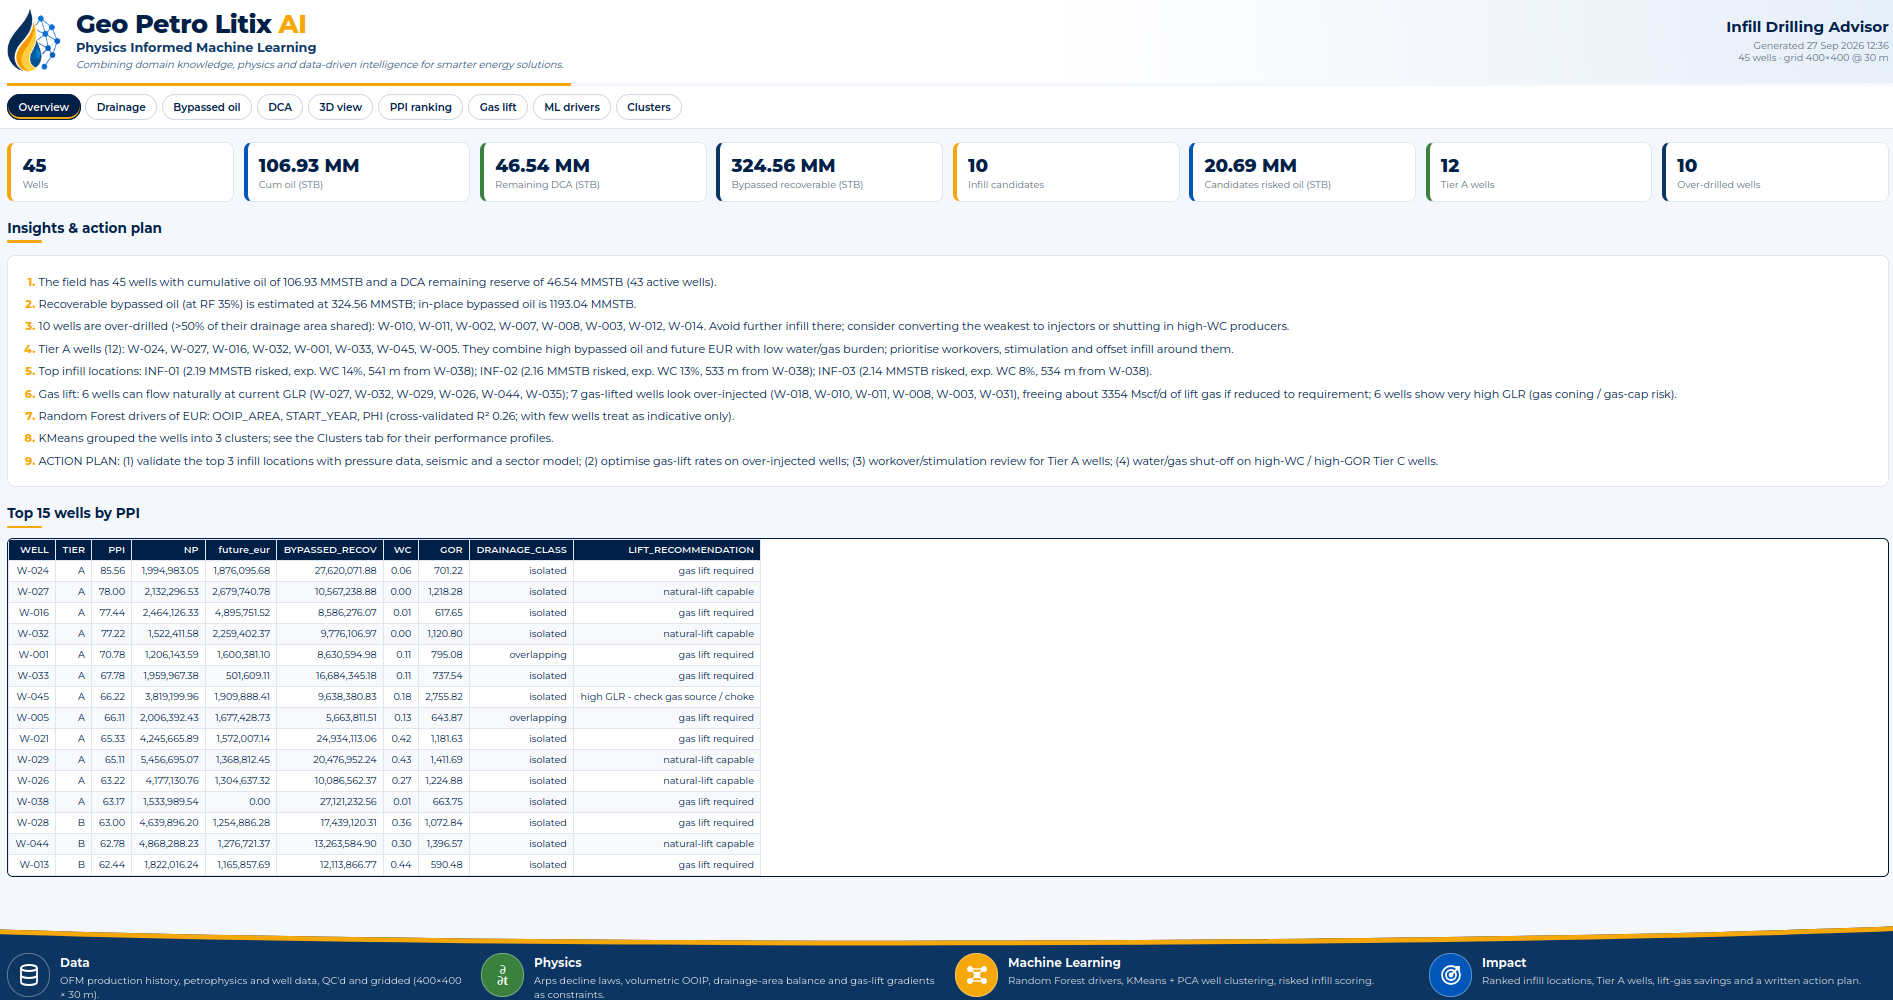 Geo Petro Litix AI
Physics Informed Machine Learning
Combining domain knowledge, physics and data-driven intelligence for smarter energy solutions.
Infill Drilling Advisor
Generated 27 Sep 2026 12:36
45 wells · grid 400×400 @ 30 m
Overview Drainage Bypassed oil DCA 3D view PPI ranking Gas lift ML drivers Clusters
45 106.93 MM 46.54 MM 324.56 MM 10 20.69 MM 12 10
Wells Cum oil (STB) Remaining DCA (STB) Bypassed recoverable (STB) Infill candidates Candidates risked oil (STB) Tier A wells Over-drilled wells
Insights & action plan
1. The field has 45 wells with cumulative oil of 106.93 MMSTB and a DCA remaining reserve of 46.54 MMSTB (43 active wells).
2. Recoverable bypassed oil (at RF 35%) is estimated at 324.56 MMSTB; in-place bypassed oil is 1193.04 MMSTB.
3. 10 wells are over-drilled (>50% of their drainage area shared): W-010, W-011, W-002, W-007, W-008, W-003, W-012, W-014. Avoid further infill there; consider converting the weakest to injectors or shutting in high-WC producers.
4. Tier A wells (12): W-024, W-027, W-016, W-032, W-001, W-033, W-045, W-005. They combine high bypassed oil and future EUR with low water/gas burden; prioritise workovers, stimulation and offset infill around them.
5. Top infill locations: INF-01 (2.19 MMSTB risked, exp. WC 14%, 541 m from W-038); INF-02 (2.16 MMSTB risked, exp. WC 13%, 533 m from W-038); INF-03 (2.14 MMSTB risked, exp. WC 8%, 534 m from W-038).
6. Gas lift: 6 wells can flow naturally at current GLR (W-027, W-032, W-029, W-026, W-044, W-035); 7 gas-lifted wells look over-injected (W-018, W-010, W-011, W-008, W-003, W-031), freeing about 3354 Mscf/d of lift gas if reduced to requirement; 6 wells show very high GLR (gas coning / gas-cap risk).
7. Random Forest drivers of EUR: OOIP_AREA, START_YEAR, PHI (cross-validated R² 0.26; with few wells treat as indicative only).
8. KMeans grouped the wells into 3 clusters; see the Clusters tab for their performance profiles.
9. ACTION PLAN: (1) validate the top 3 infill locations with pressure data, seismic and a sector model; (2) optimise gas-lift rates on over-injected wells; (3) workover/stimulation review for Tier A wells; (4) water/gas shut-off on high-WC / high-GOR Tier C wells.
Top 15 wells by PPI
WELL TIER PPI NP future_eur BYPASSED_RECOV WC GOR DRAINAGE_CLASS LIFT_RECOMMENDATION
W-024 A 85.56 1,994,983.05 1,876,095.68 27,620,071.88 0.06 701.22 isolated gas lift required
W-027 A 78.00 2,132,296.53 2,679,740.78 10,567,238.88 0.00 1,218.28 isolated natural-lift capable
W-016 A 77.44 2,464,126.33 4,895,751.52 8,586,276.07 0.01 617.65 isolated gas lift required
W-032 A 77.22 1,522,411.58 2,259,402.37 9,776,106.97 0.00 1,120.80 isolated natural-lift capable
W-001 A 70.78 1,206,143.59 1,600,381.10 8,630,594.98 0.11 795.08 overlapping gas lift required
W-033 A 67.78 1,959,967.38 501,609.11 16,684,345.18 0.11 737.54 isolated gas lift required
W-045 A 66.22 3,819,199.96 1,909,888.41 9,638,380.83 0.18 2,755.82 isolated high GLR - check gas source / choke
W-005 A 66.11 2,006,392.43 1,677,428.73 5,663,811.51 0.13 643.87 overlapping gas lift required
W-021 A 65.33 4,245,665.89 1,572,007.14 24,934,113.06 0.42 1,181.63 isolated gas lift required
W-029 A 65.11 5,456,695.07 1,368,812.45 20,476,952.24 0.43 1,411.69 isolated natural-lift capable
W-026 A 63.22 4,177,130.76 1,304,637.32 10,086,562.37 0.27 1,224.88 isolated natural-lift capable
W-038 A 63.17 1,533,989.54 0.00 27,121,232.56 0.01 663.75 isolated gas lift required
W-028 B 63.00 4,639,896.20 1,254,886.28 17,439,120.31 0.36 1,072.84 isolated gas lift required
W-044 B 62.78 4,868,288.23 1,276,721.37 13,263,584.90 0.30 1,396.57 isolated natural-lift capable
W-013 B 62.44 1,822,016.24 1,165,857.69 12,113,866.77 0.44 590.48 isolated gas lift required
Data
OFM production history, petrophysics and well data, QC'd and gridded (400×400
× 30 m).
∂
∂t
Physics
Arps decline laws, volumetric OOIP, drainage-area balance and gas-lift gradients
as constraints.
Machine Learning
Random Forest drivers, KMeans + PCA well clustering, risked infill scoring.
Impact
Ranked infill locations, Tier A wells, lift-gas savings and a written action plan.